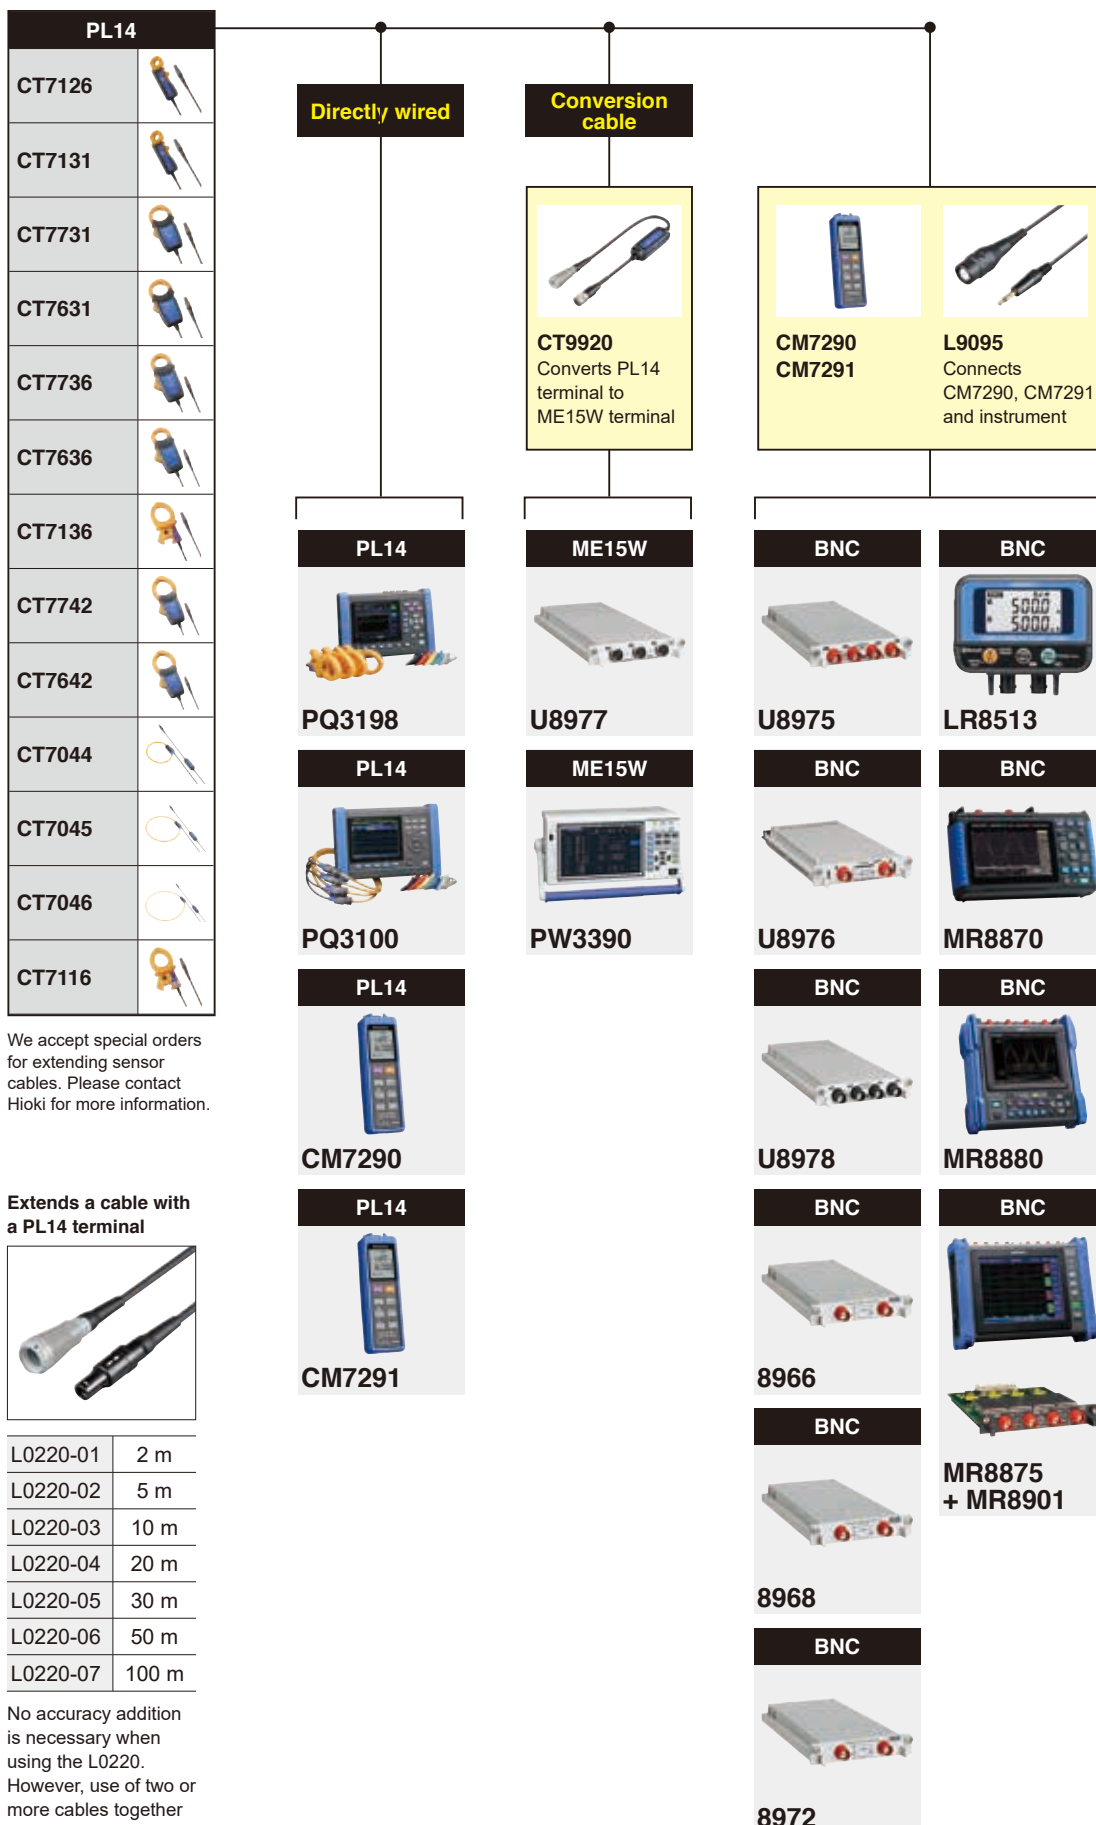 PL14
CT7126
CT7131
CT7731
CT7631
CT7736
CT7636
CT7136
CT7742
CT7642
CT7044
CT7045
CT7046
CT7116
We accept special orders
for extending sensor
cables. Please contact
Hioki for more information.
Extends a cable with
a PL14 terminal
L0220-01 2 m
L0220-02 5 m
L0220-03 10 m
L0220-04 20 m
L0220-05 30 m
L0220-06 50 m
L0220-07 100 m
No accuracy addition
is necessary when
using the L0220.
However, use of two or
more cables together
Directly wired
PL14
PQ3198
PL14
PQ3100
PL14
CM7290
PL14
CM7291
Conversion
cable
CT9920
Converts PL14
terminal to
ME15W terminal
ME15W
U8977
ME15W
PW3390
CM7290
CM7291
L9095
Connects
CM7290, CM7291
and instrument
BNC
U8975
BNC
U8976
BNC
U8978
BNC
8966
BNC
8968
BNC
8972
BNC
500.0
500.0
LR8513
BNC
MR8870
BNC
MR8880
BNC
MR8875
+ MR8901